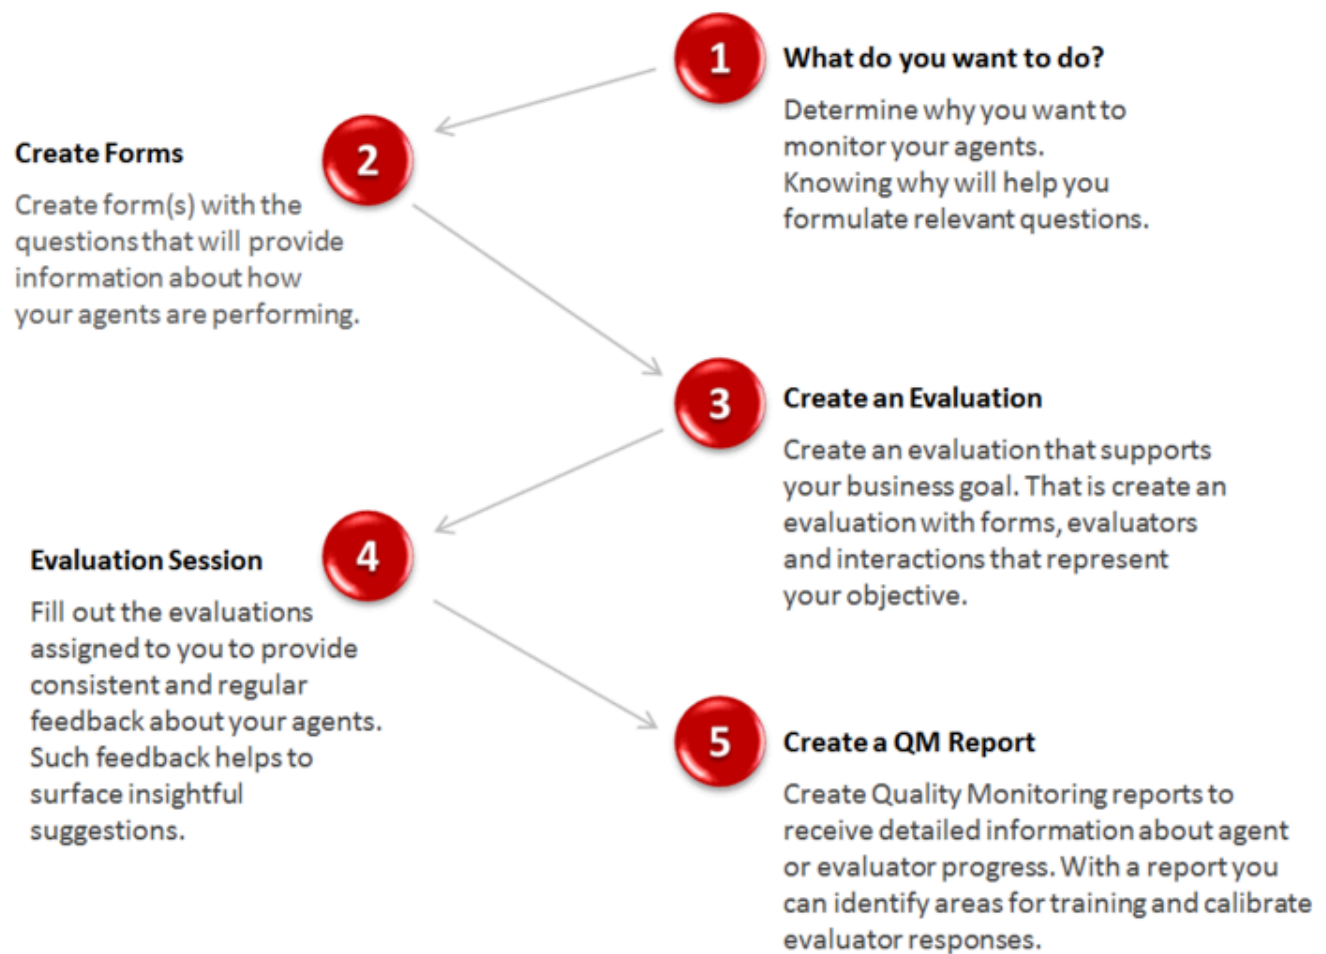 1
What do you want to do?
Determine why you want to
monitor your agents.
Knowing why will help you
formulate relevant questions.
2
Create Forms
Create form(s) with the
questions that will provide
information about how
your agents are performing.
3
Create an Evaluation
Create an evaluation that supports
your business goal. That is create an
evaluation with forms, evaluators
and interactions that represent
your objective.
4
Evaluation Session
Fill out the evaluations
assigned to you to provide
consistent and regular
feedback about your agents.
Such feedback helps to
surface insightful
suggestions.
5
Create a QM Report
Create Quality Monitoring reports to
receive detailed information about agent
or evaluator progress. With a report you
can identify areas for training and calibrate
evaluator responses.